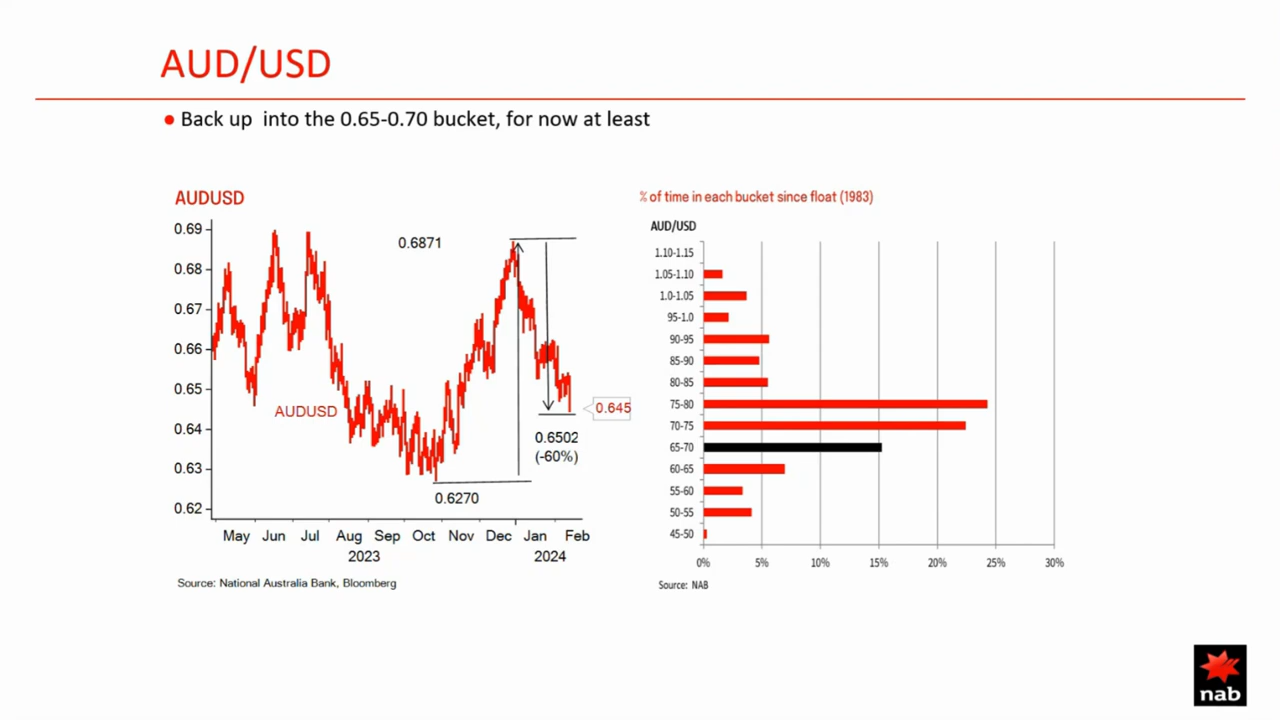 AUD/USD
● Back up into the 0.65-0.70 bucket, for now at least
AUDUSD
0.69
0.68
0.67
0.66
0.65
0.64
0.63
0.62
0.6871
AUDUSD
0.645
0.6502
(-60%)
0.6270
May Jun Jul Aug Sep Oct Nov Dec Jan Feb
2023 2024
Source: National Australia Bank, Bloomberg
% of time in each bucket since float (1983)
AUD/USD
1.10-1.15
1.05-1.10
1.0-1.05
95-1.0
90-95
85-90
80-85
75-80
70-75
65-70
60-65
55-60
50-55
45-50
0% 5% 10% 15% 20% 25% 30%
Source: NAB
nab